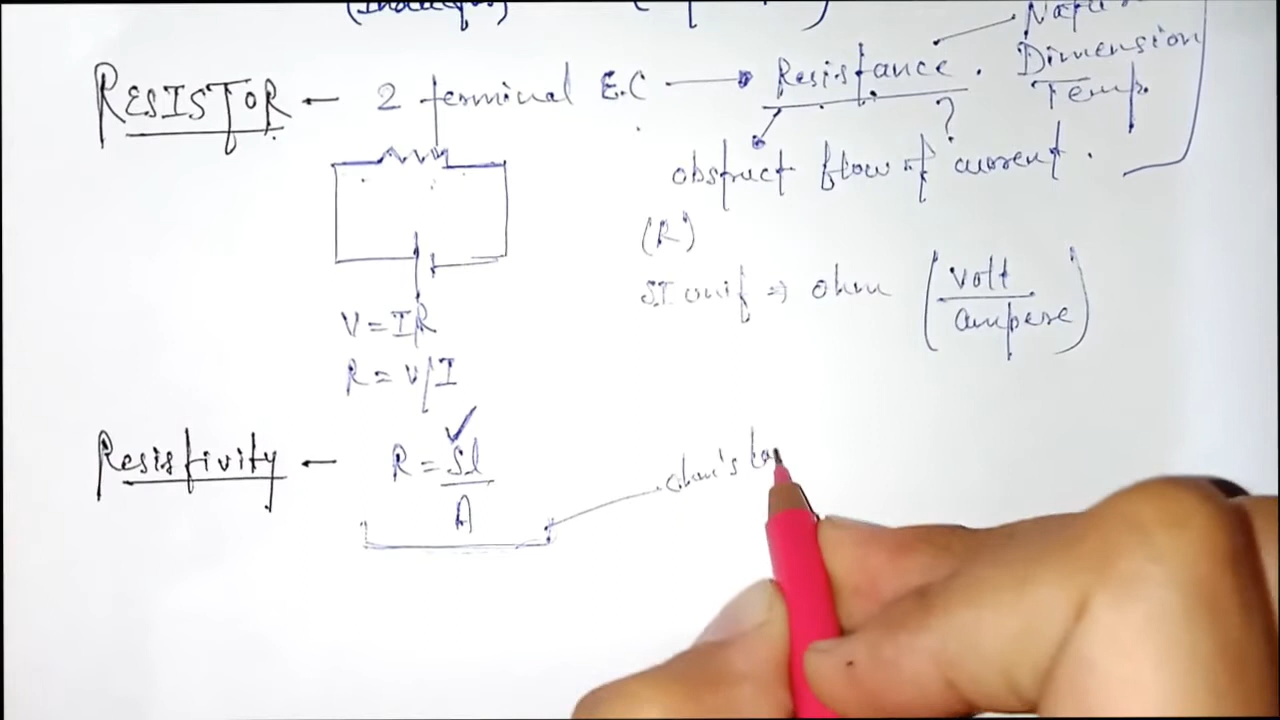 RESISTOR – 2 terminal E.C → Resistance.
Dimension
Temp.
?
obstruct flow of current.
(R)
SI unit ⇒ ohm (volt/ampere)
V = IR
R = V/I
Resistivity – R = ρl/A
ohm's la